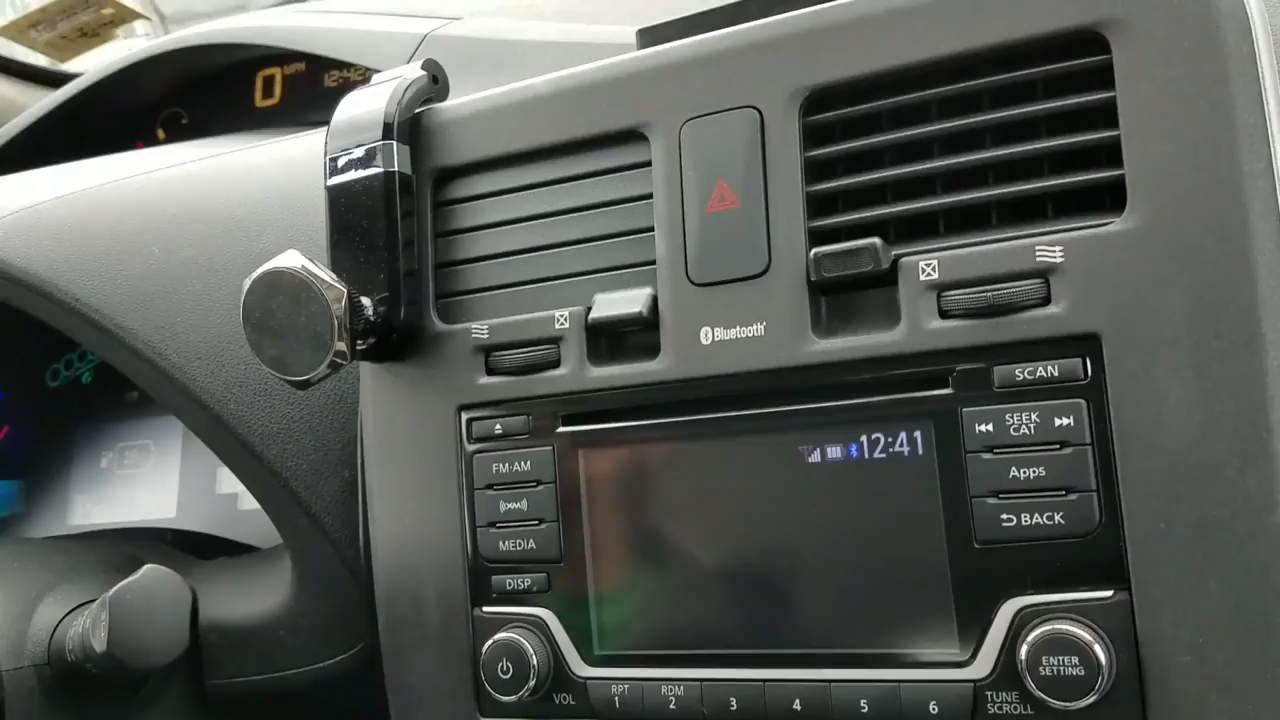 0 MPH 12:42
Bluetooth
SCAN
SEEK
CAT
FM·AM
12:41
Apps
XM
BACK
MEDIA
DISP
ENTER
SETTING
VOL
RPT
1
RDM
2
3
4
5
6
TUNE
SCROLL